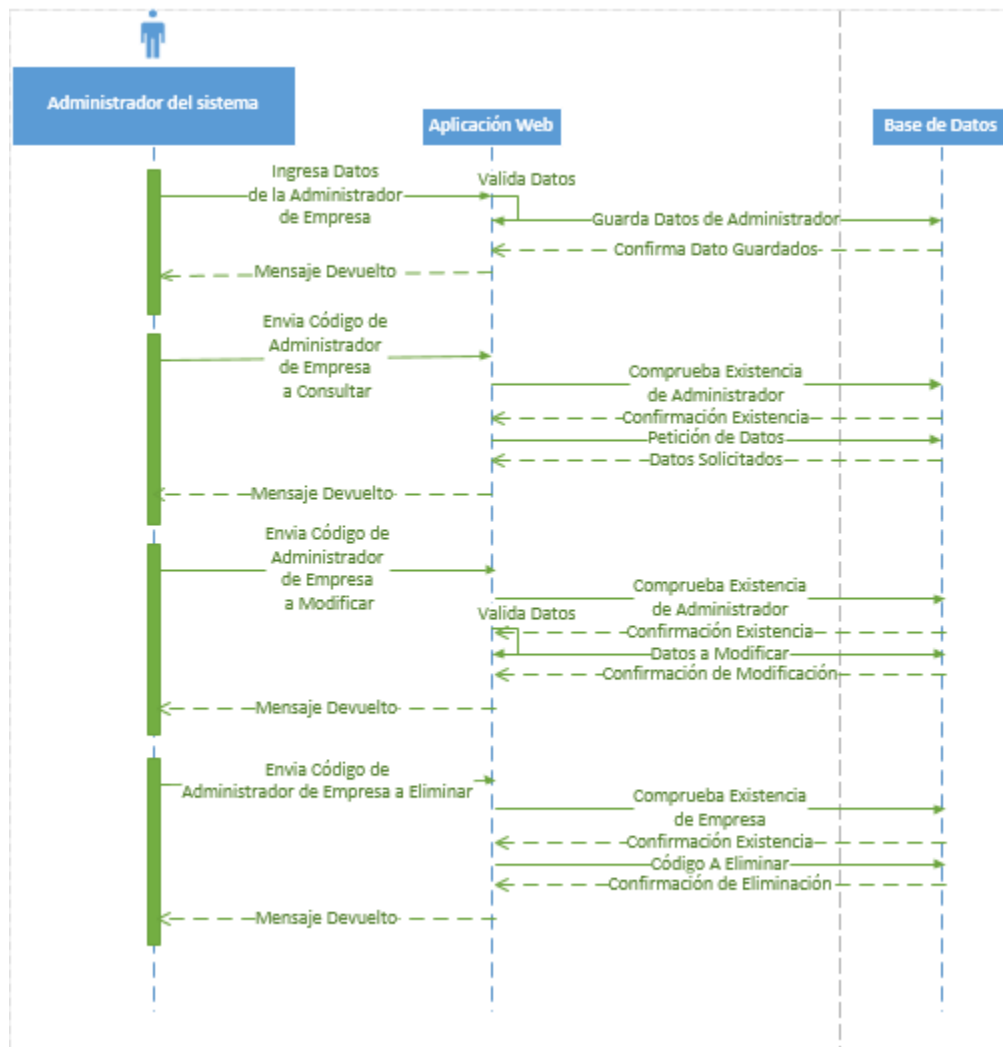 Administrador del sistema
Aplicación Web
Base de Datos
Ingresa Datos
de la Administrador
de Empresa
Valida Datos
Guarda Datos de Administrador
Confirma Dato Guardados
Mensaje Devuelto
Envia Código de
Administrador
de Empresa
a Consultar
Comprueba Existencia
de Administrador
Confirmación Existencia
Petición de Datos
Datos Solicitados
Mensaje Devuelto
Envia Código de
Administrador
de Empresa
a Modificar
Comprueba Existencia
de Administrador
Valida Datos
Confirmación Existencia
Datos a Modificar
Confirmación de Modificación
Mensaje Devuelto
Envia Código de
Administrador de Empresa a Eliminar
Comprueba Existencia
de Empresa
Confirmación Existencia
Código A Eliminar
Confirmación de Eliminación
Mensaje Devuelto